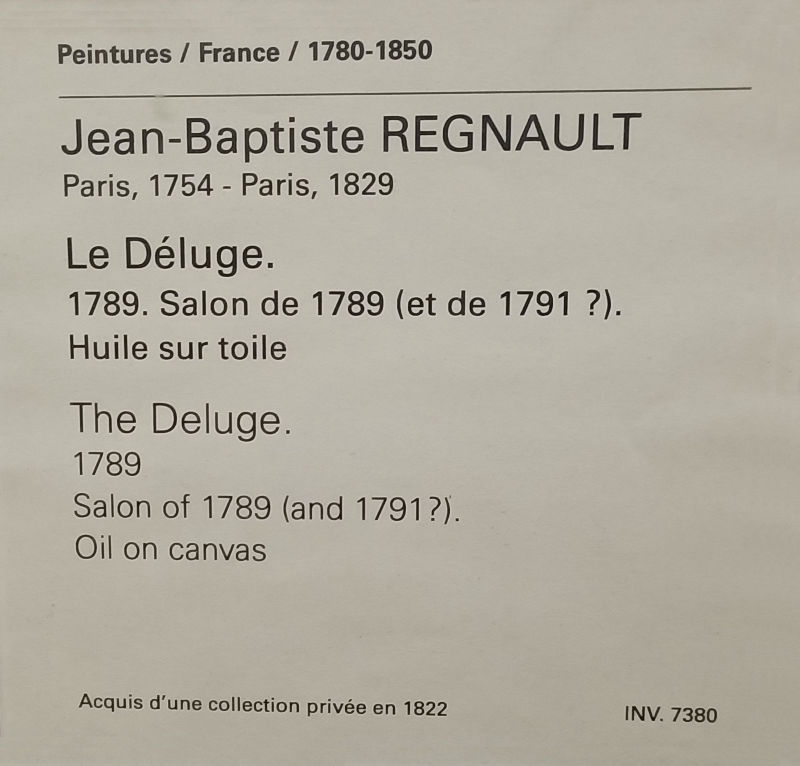 Peintures / France / 1780-1850
Jean-Baptiste REGNAULT
Paris, 1754 - Paris, 1829
Le Déluge.
1789. Salon de 1789 (et de 1791 ?).
Huile sur toile
The Deluge.
1789
Salon of 1789 (and 1791?).
Oil on canvas
Acquis d'une collection privée en 1822
INV. 7380